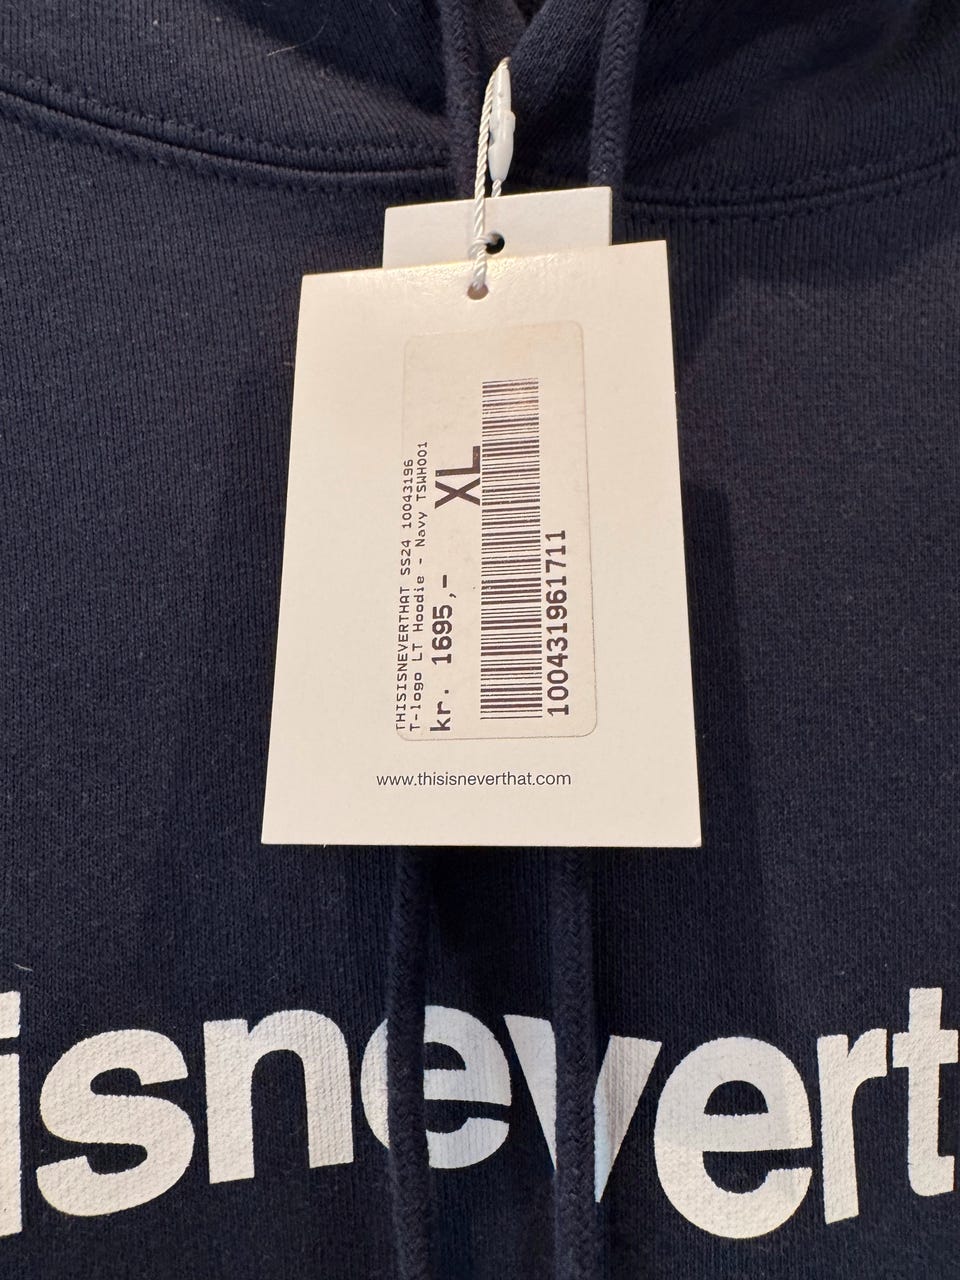 THISISNEVERTHAT SS24 10043196
T-logo LT Hoodie - Navy TSWH001
kr. 1695,-
XL
100431961711
www.thisisneverthat.com
isnevert